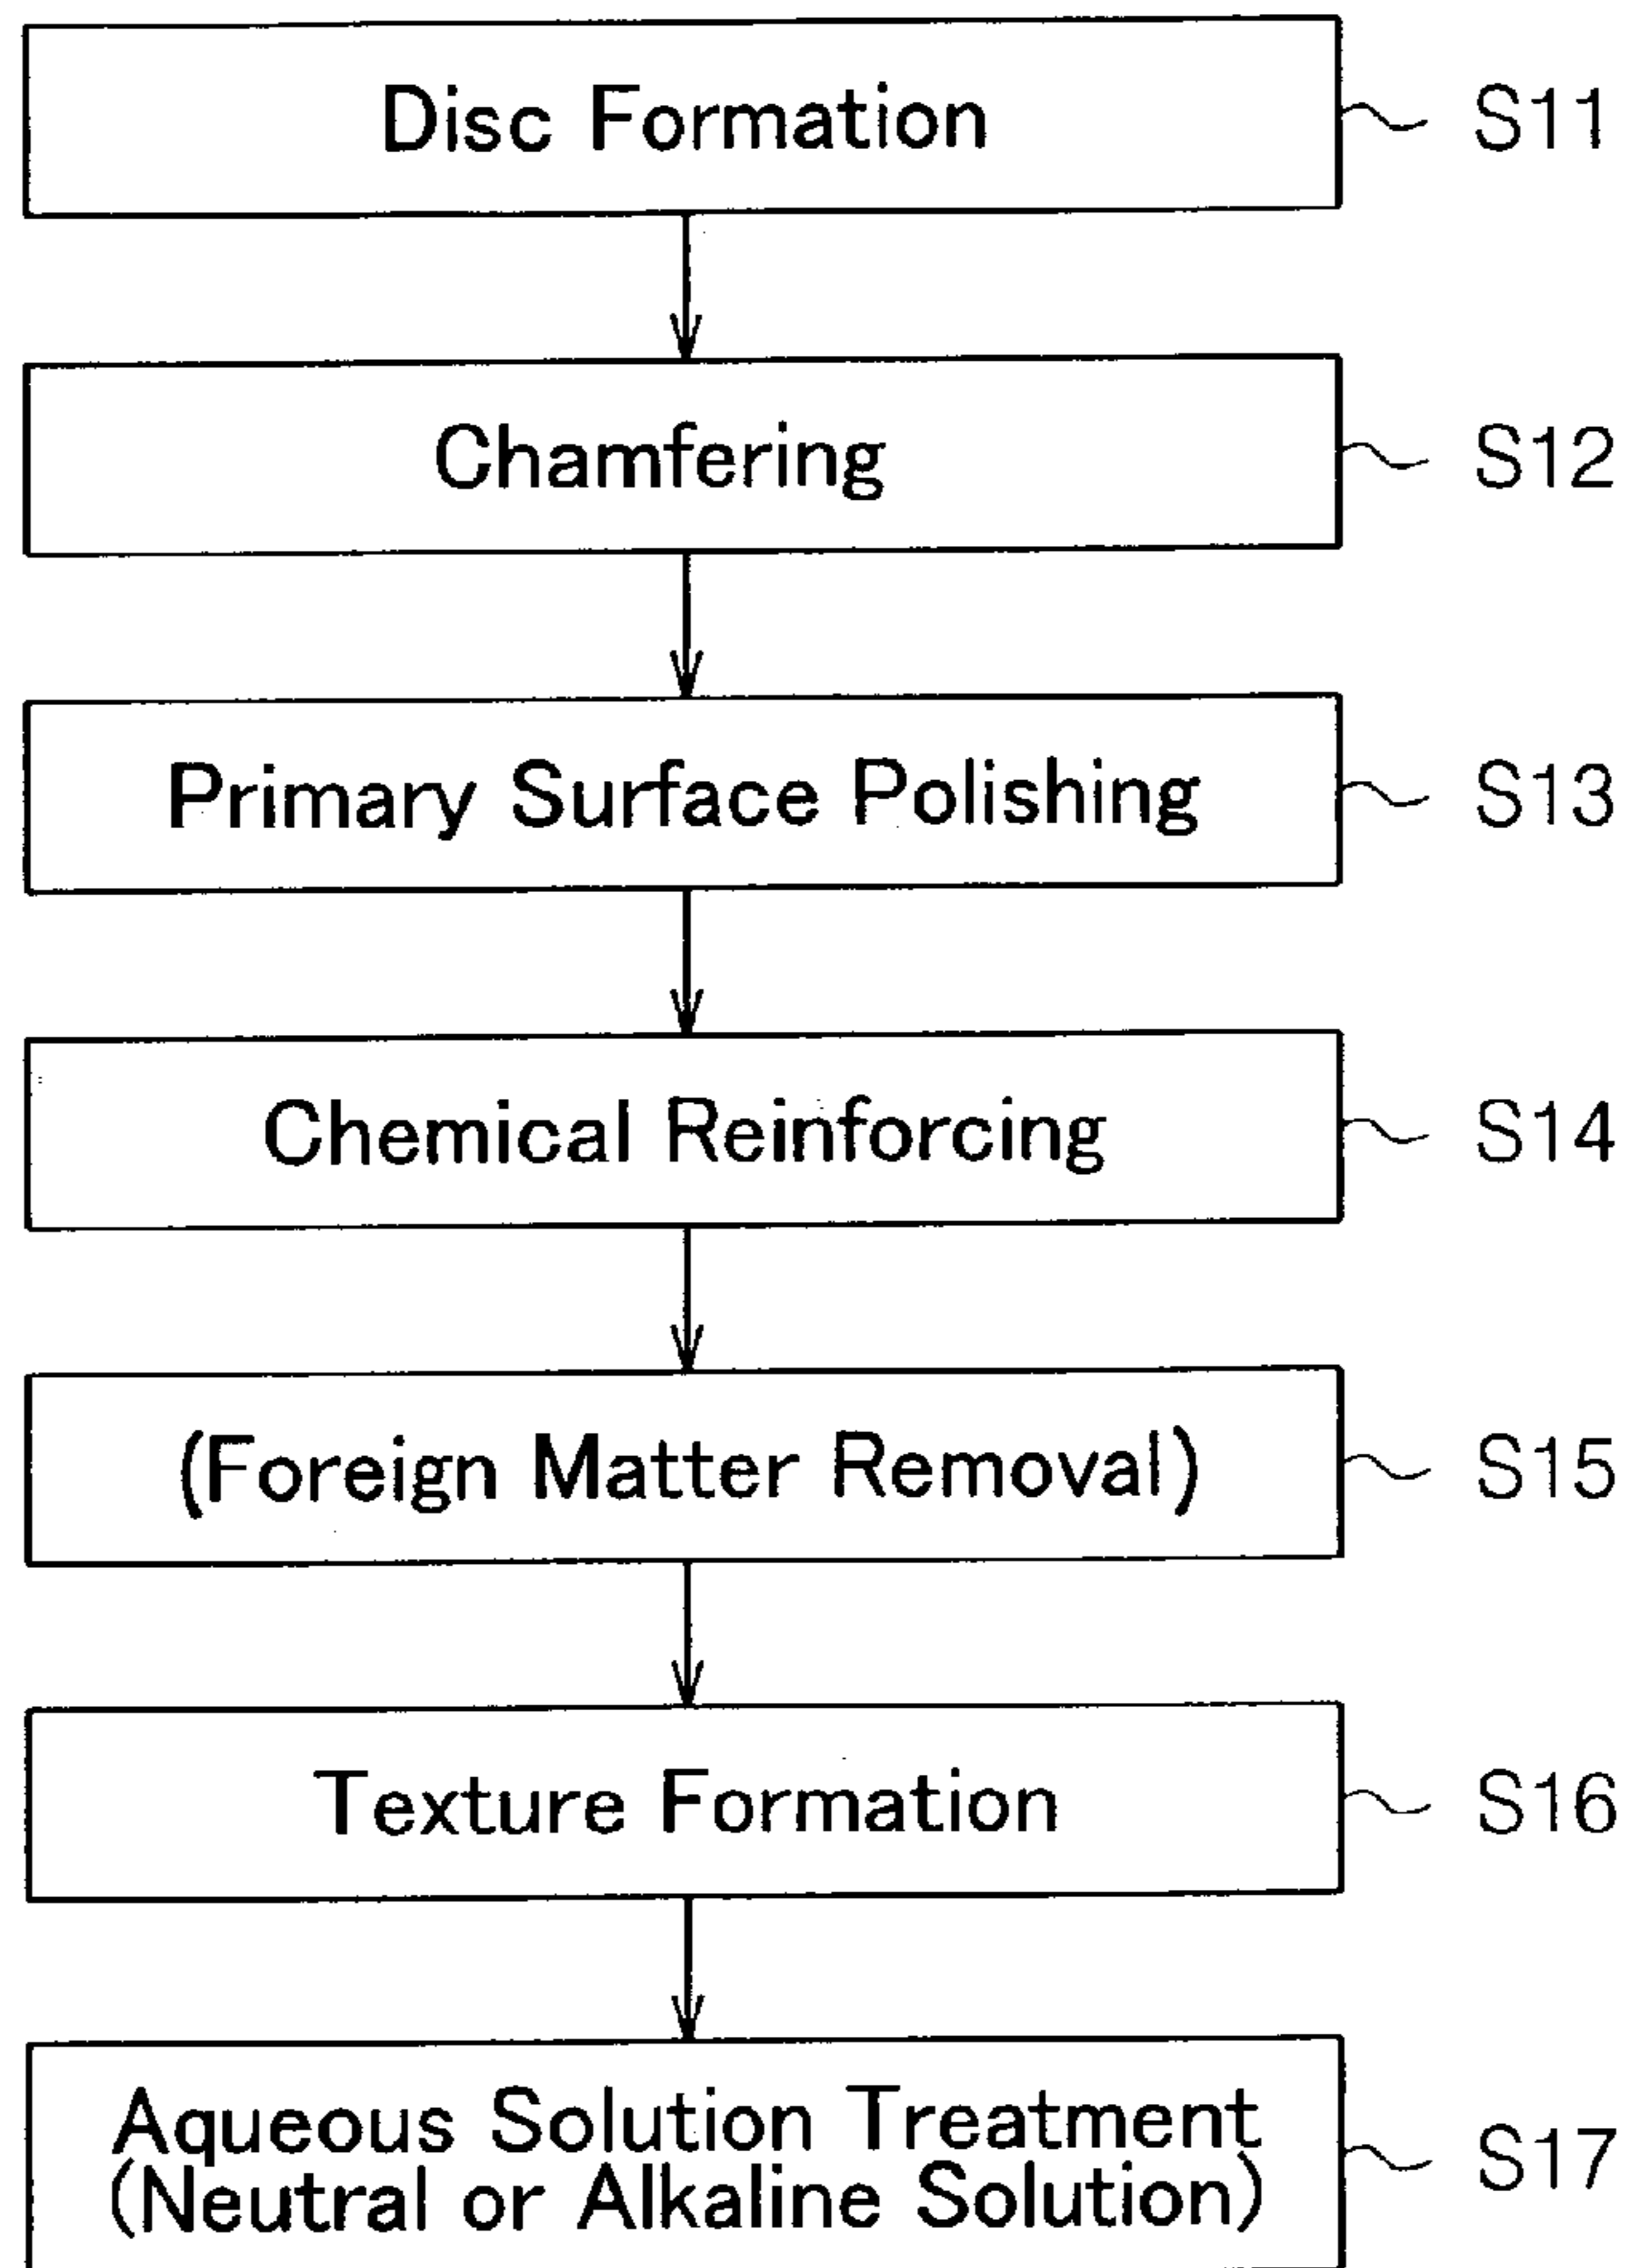 Disc Formation S11
Chamfering S12
Primary Surface Polishing S13
Chemical Reinforcing S14
(Foreign Matter Removal) S15
Texture Formation S16
Aqueous Solution Treatment
(Neutral or Alkaline Solution) S17